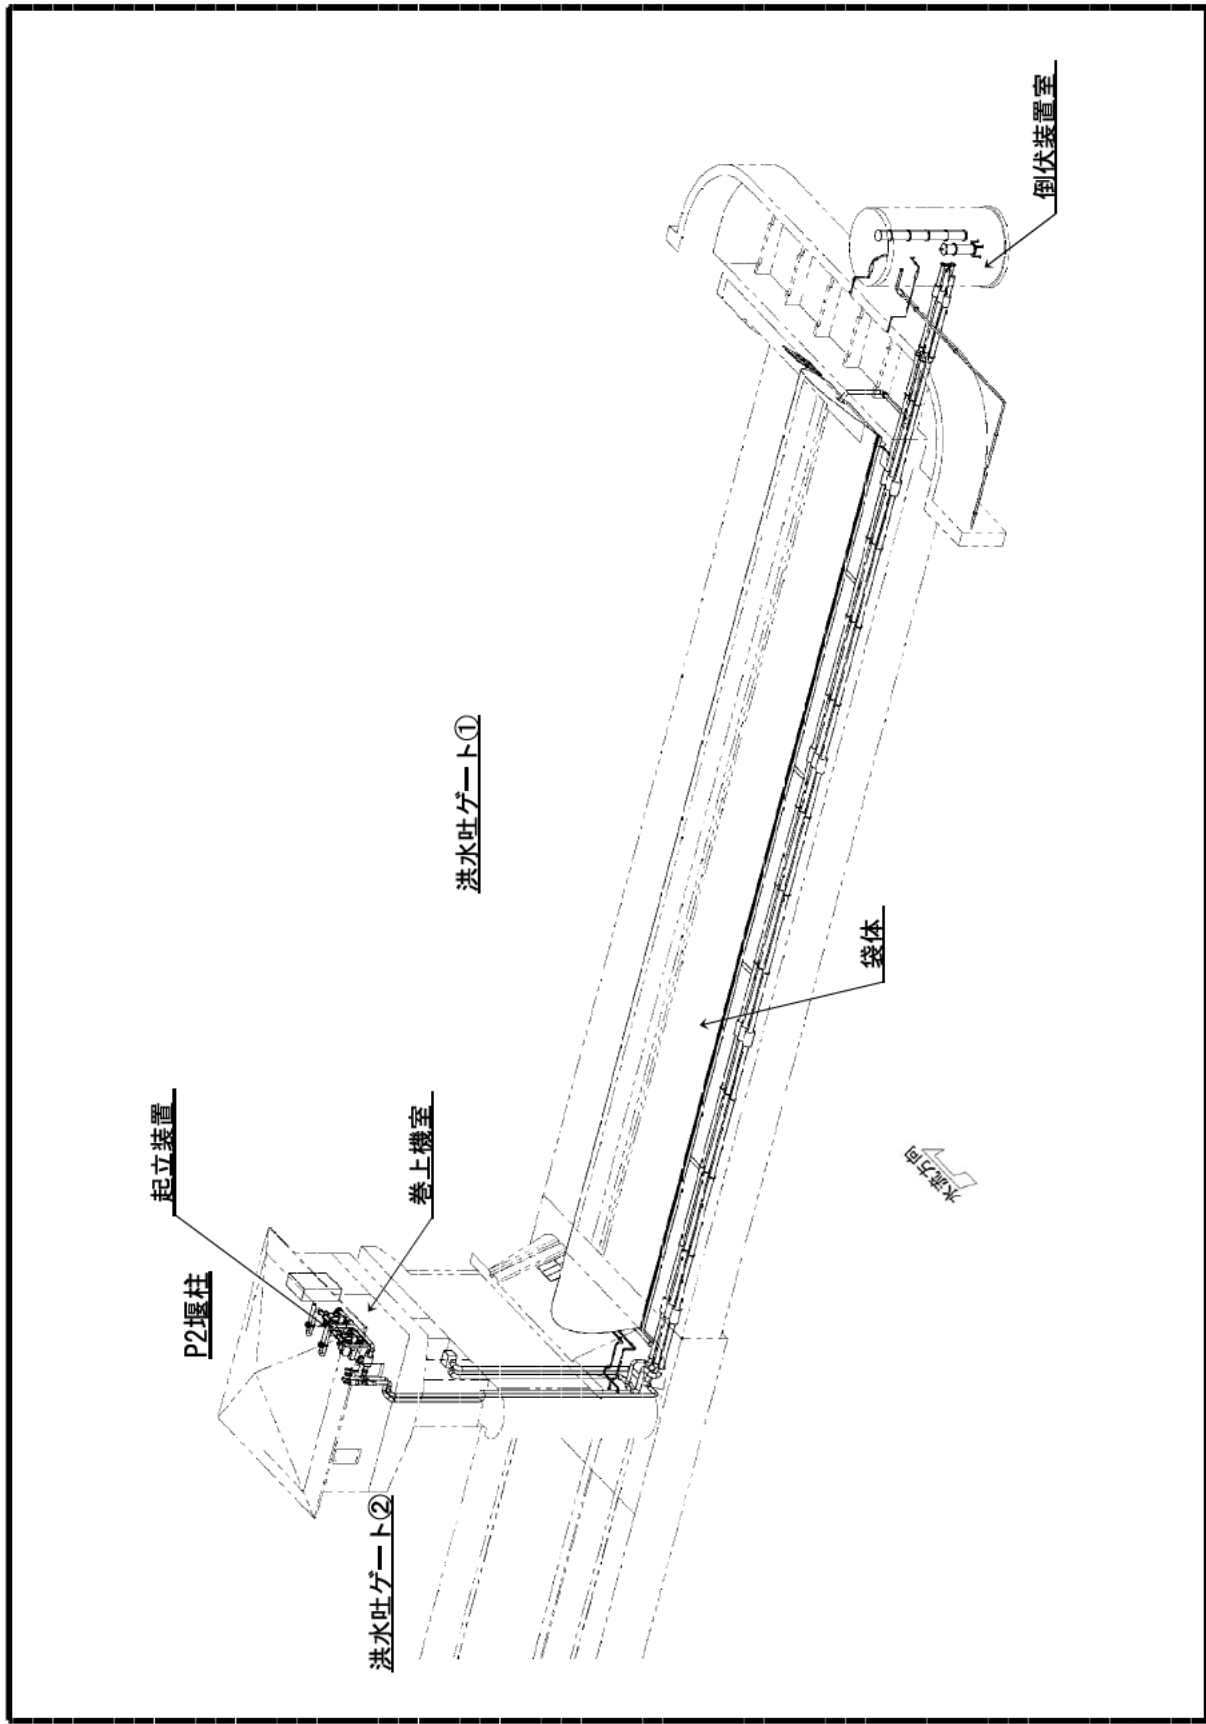 P2堰柱
起立装置
巻上機室
洪水吐ゲート①
洪水吐ゲート②
袋体
倒伏装置室
水流方向